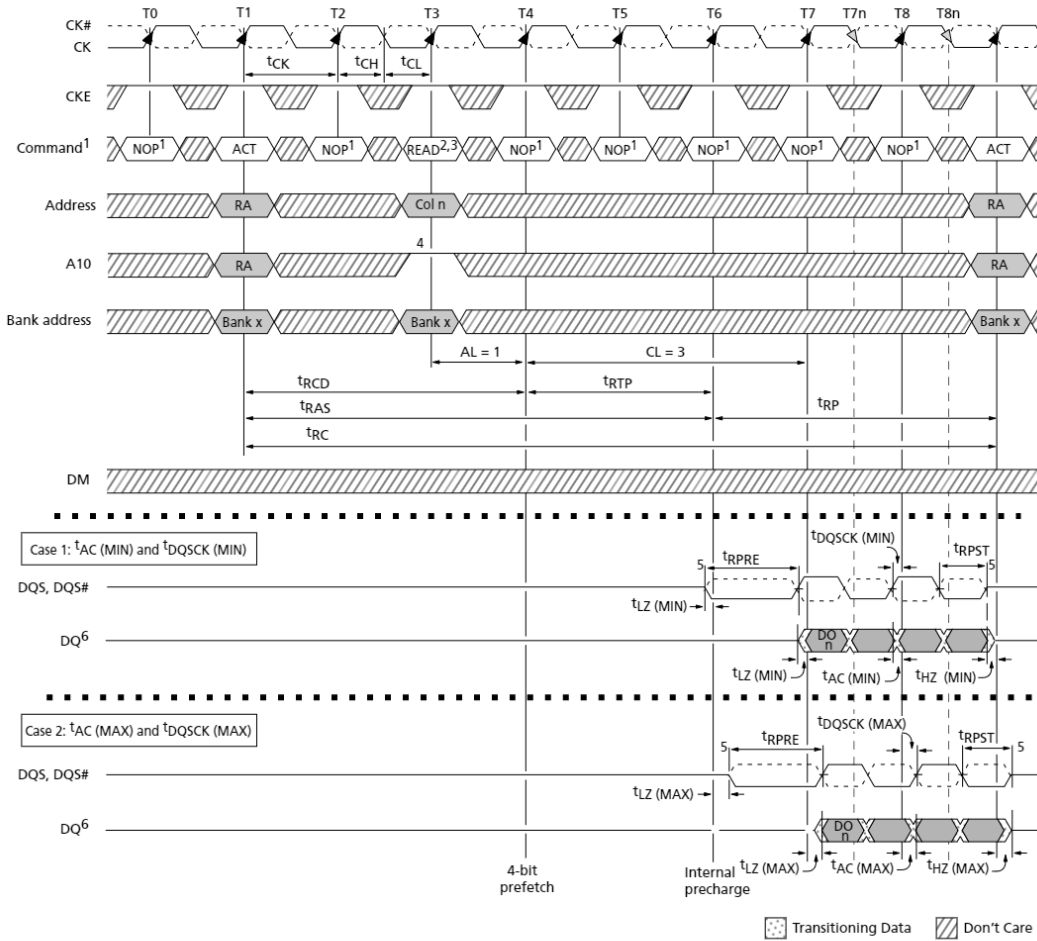 T0 T1 T2 T3 T4 T5 T6 T7 T7n T8 T8n
CK#
CK
tCK tCH tCL
CKE
Command1 NOP1 ACT NOP1 READ2,3 NOP1 NOP1 NOP1 NOP1 NOP1 ACT
Address RA Col n RA
4
A10 RA RA
Bank address Bank x Bank x Bank x
AL = 1 CL = 3
tRCD tRTP
tRAS tRP
tRC
DM
Case 1: tAC (MIN) and tDQSCK (MIN)
tDQSCK (MIN)
5 tRPRE tRPST 5
DQS, DQS#
tLZ (MIN)
DQ6 DO
n
tLZ (MIN) tAC (MIN) tHZ (MIN)
Case 2: tAC (MAX) and tDQSCK (MAX)
tDQSCK (MAX)
5 tRPRE tRPST 5
DQS, DQS#
tLZ (MAX)
DQ6 DO
n
tLZ (MAX) tAC (MAX) tHZ (MAX)
4-bit
prefetch
Internal
precharge
Transitioning Data Don't Care